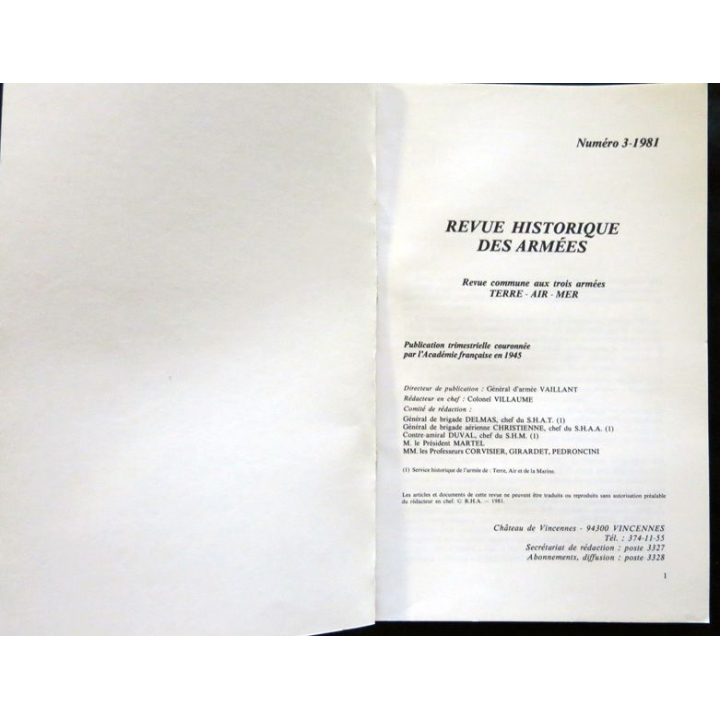 Numéro 3-1981
REVUE HISTORIQUE
DES ARMÉES
Revue commune aux trois armées
TERRE - AIR - MER
Publication trimestrielle couronnée
par l'Académie française en 1945
Directeur de publication : Général d'armée VAILLANT
Rédacteur en chef : Colonel VILLAUME
Comité de rédaction :
Général de brigade DELMAS, chef du S.H.A.T. (1)
Général de brigade aérienne CHRISTIENNE, chef du S.H.A.A. (1)
Contre-amiral DUVAL, chef du S.H.M. (1)
M. le Président MARTEL
MM. les Professeurs CORVISIER, GIRARDET, PEDRONCINI
(1) Service historique de l'armée de : Terre, Air et de la Marine.
Les articles et documents de cette revue ne peuvent être traduits ou reproduits sans autorisation préalable
du rédacteur en chef. © R.H.A. — 1981.
Château de Vincennes - 94300 VINCENNES
Tél. : 374-11-55
Secrétariat de rédaction : poste 3327
Abonnements, diffusion : poste 3328
1